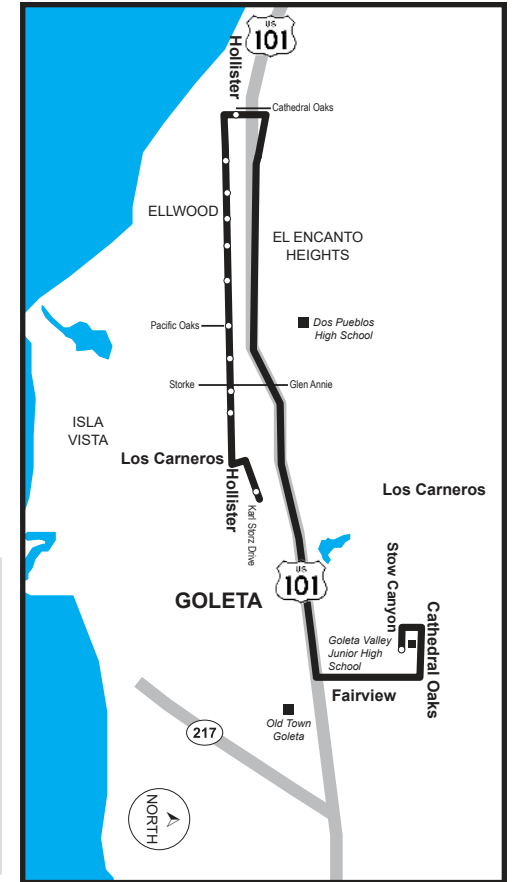 US
101
Hollister
Cathedral Oaks
ELLWOOD
EL ENCANTO
HEIGHTS
Pacific Oaks
Dos Pueblos
High School
Storke
Glen Annie
ISLA
VISTA
Los Carneros
Hollister
Karl Storz Drive
Los Carneros
US
101
GOLETA
Stow Canyon
Cathedral Oaks
Goleta Valley
Junior High
School
Fairview
Old Town
Goleta
217
NORTH